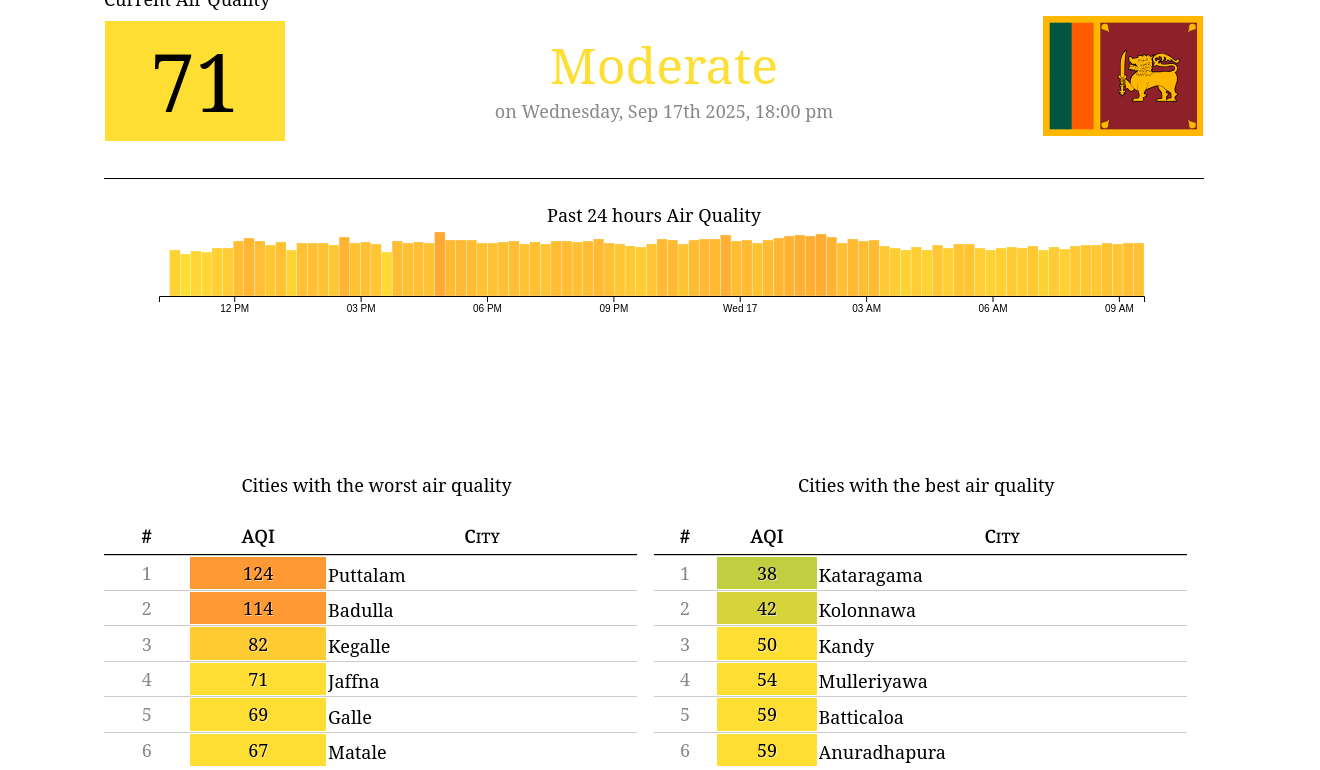 Current Air Quality
71
Moderate
on Wednesday, Sep 17th 2025, 18:00 pm
Past 24 hours Air Quality
12 PM 03 PM 06 PM 09 PM Wed 17 03 AM 06 AM 09 AM
Cities with the worst air quality
# AQI City
1 124 Puttalam
2 114 Badulla
3 82 Kegalle
4 71 Jaffna
5 69 Galle
6 67 Matale
Cities with the best air quality
# AQI City
1 38 Kataragama
2 42 Kolonnawa
3 50 Kandy
4 54 Mulleriyawa
5 59 Batticaloa
6 59 Anuradhapura